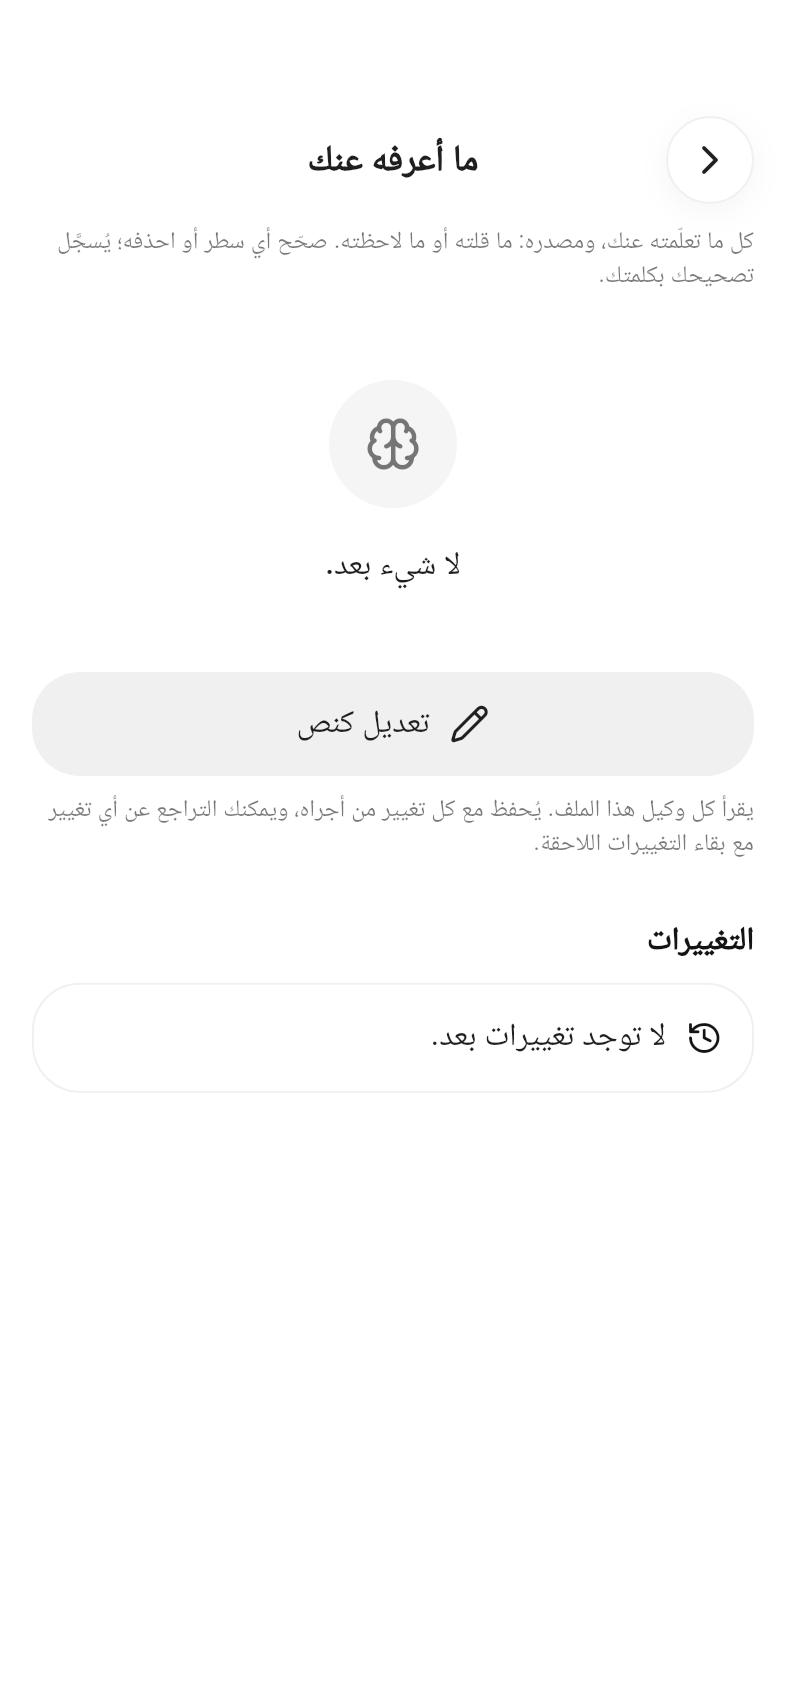 ما أعرفه عنك
كل ما تعلّمته عنك، ومصدره: ما قلته أو ما لاحظته. صحّح أي سطر أو احذفه؛ يُسجَّل
تصحيحك بكلمتك.
لا شيء بعد.
تعديل كنص
يقرأ كل وكيل هذا الملف. يُحفظ مع كل تغيير من أجراه، ويمكنك التراجع عن أي تغيير
مع بقاء التغييرات اللاحقة.
التغييرات
لا توجد تغييرات بعد.